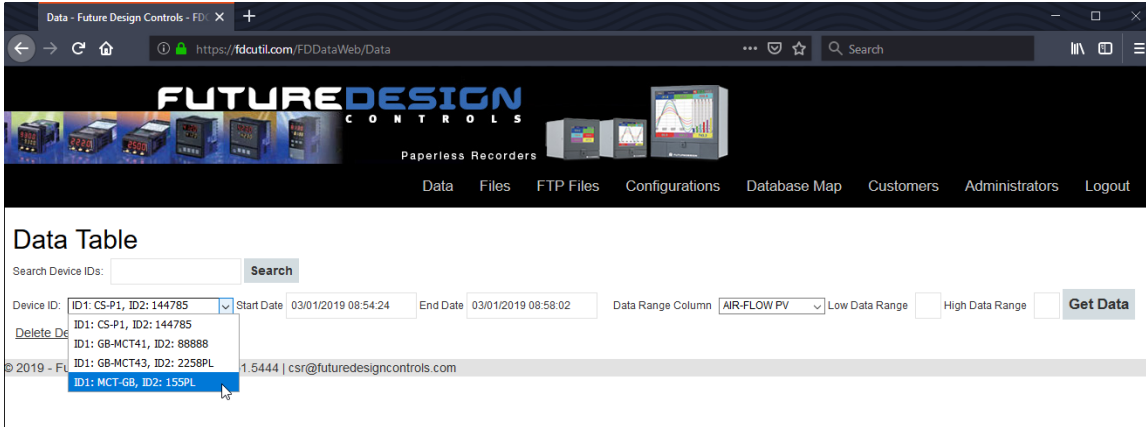 Data - Future Design Controls - FDC
https://fdcutil.com/FDDataWeb/Data
Search
FUTUREDESIGN
CONTROLS
Paperless Recorders
Data Files FTP Files Configurations Database Map Customers Administrators Logout
Data Table
Search Device IDs: Search
Device ID: ID1: CS-P1, ID2: 144785 Start Date 03/01/2019 08:54:24 End Date 03/01/2019 08:58:02 Data Range Column AIR-FLOW PV Low Data Range High Data Range Get Data
ID1: CS-P1, ID2: 144785
Delete De
ID1: GB-MCT41, ID2: 88888
ID1: GB-MCT43, ID2: 2258PL
© 2019 - Fu 1.5444 | csr@futuredesigncontrols.com
ID1: MCT-GB, ID2: 155PL